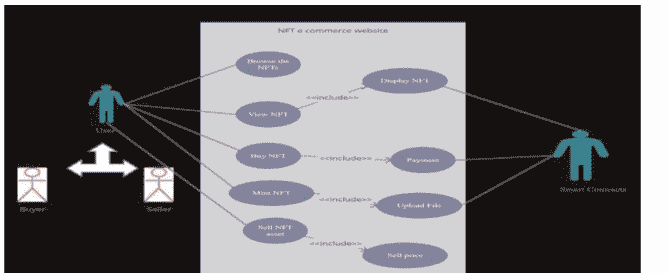 NFT e commerce website
Browse the
NFTs
Display NFT
<<include>>
View NFT
User
Buy NFT
<<include>>
Payment
Mint NFT
<<include>>
Upload File
Smart Contracts
Buyer
Seller
Sell NFT
asset
<<include>>
Sell price